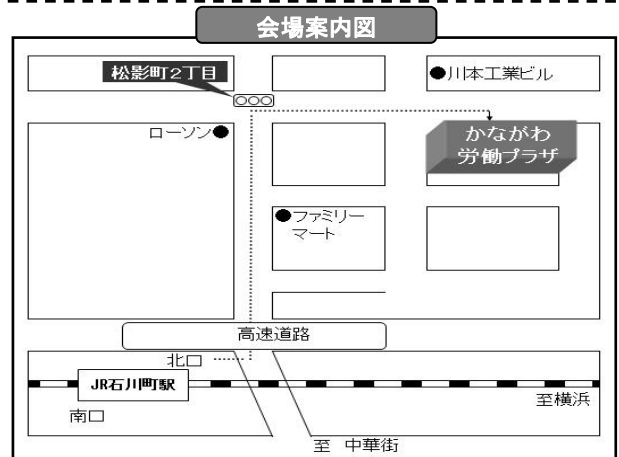 会場案内図
松影町2丁目
●川本工業ビル
ローソン●
かながわ
労働プラザ
●ファミリー
マート
高速道路
北口
JR石川町駅
至横浜
南口
至 中華街